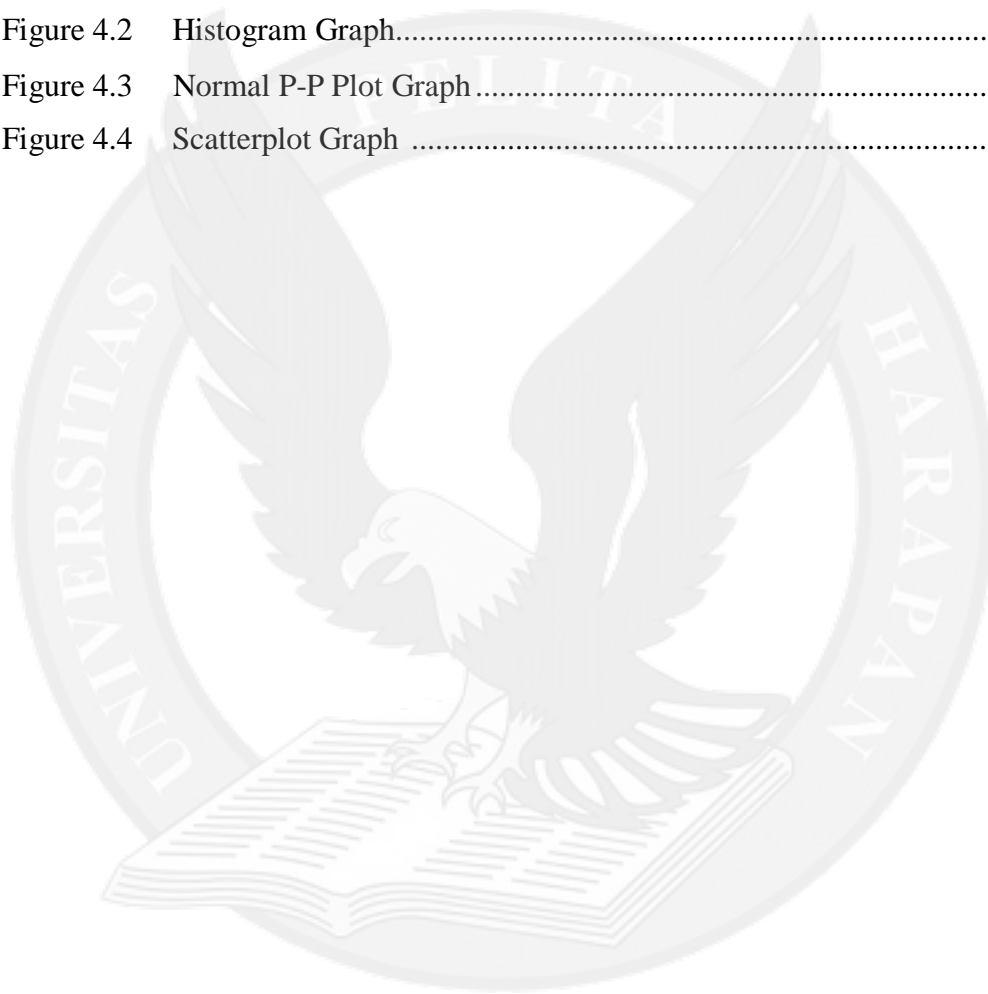 Figure 4.2 Histogram Graph..........................................................................
Figure 4.3 Normal P-P Plot Graph................................................................
Figure 4.4 Scatterplot Graph ........................................................................
UNIVERSITAS PELITA HARAPAN